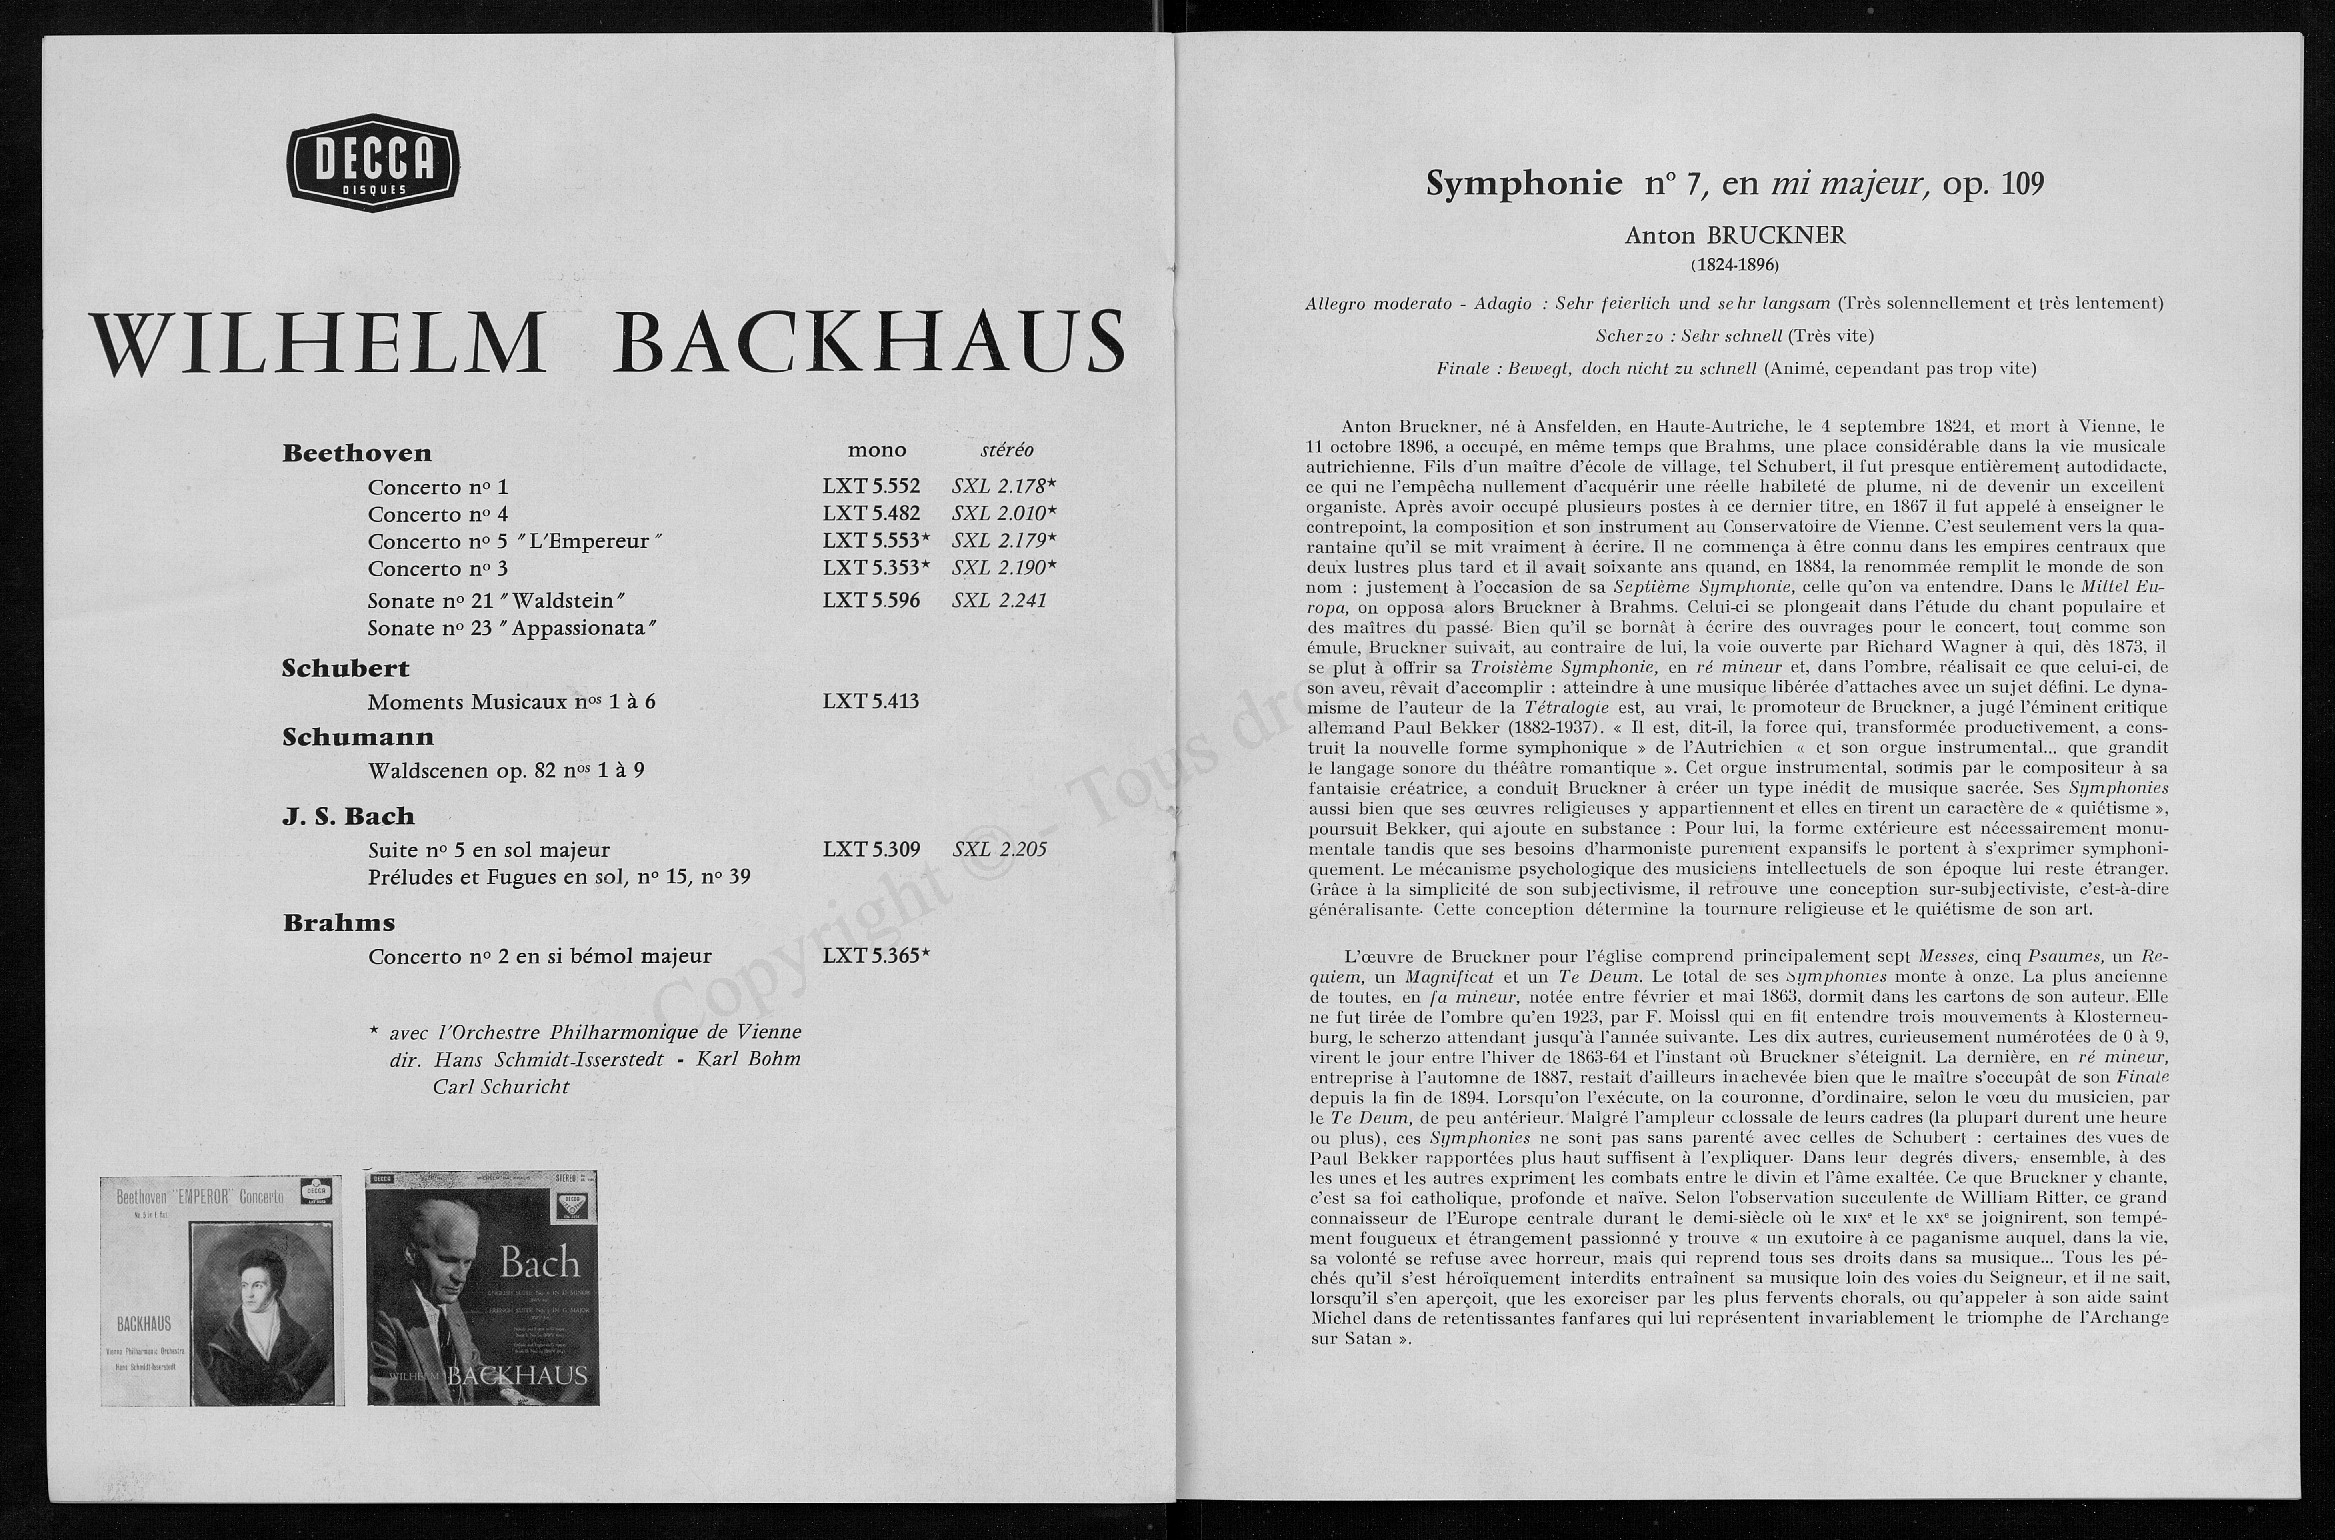 DECCA
DISQUES
WILHELM BACKHAUS
Beethoven mono stéréo
Concerto nº 1 LXT 5.552 SXL 2.178*
Concerto nº 4 LXT 5.482 SXL 2.010*
Concerto nº 5 "L'Empereur" LXT 5.553* SXL 2.179*
Concerto nº 3 LXT 5.353* SXL 2.190*
Sonate nº 21 "Waldstein" LXT 5.596 SXL 2.241
Sonate nº 23 "Appassionata"
Schubert
Moments Musicaux nos 1 à 6 LXT 5.413
Schumann
Waldscenen op. 82 nos 1 à 9
J. S. Bach
Suite nº 5 en sol majeur LXT 5.309 SXL 2.205
Préludes et Fugues en sol, nº 15, nº 39
Brahms
Concerto nº 2 en si bémol majeur LXT 5.365*
* avec l'Orchestre Philharmonique de Vienne
dir. Hans Schmidt-Isserstedt - Karl Bohm
Carl Schuricht
Beethoven "EMPEROR" Concerto
DECCA
BACKHAUS
Vienna Philharmonic Orchestra
Hans Schmidt-Isserstedt
DECCA
STEREO
Bach
WILHELM BACKHAUS
Copyright © - Tous droits réservés
Symphonie nº 7, en mi majeur, op. 109
Anton BRUCKNER
(1824-1896)
Allegro moderato - Adagio : Sehr feierlich und sehr langsam (Très solennellement et très lentement)
Scherzo : Sehr schnell (Très vite)
Finale : Bewegt, doch nicht zu schnell (Animé, cependant pas trop vite)
Anton Bruckner, né à Ansfelden, en Haute-Autriche, le 4 septembre 1824, et mort à Vienne, le
11 octobre 1896, a occupé, en même temps que Brahms, une place considérable dans la vie musicale
autrichienne. Fils d'un maître d'école de village, tel Schubert, il fut presque entièrement autodidacte,
ce qui ne l'empêcha nullement d'acquérir une réelle habileté de plume, ni de devenir un excellent
organiste. Après avoir occupé plusieurs postes à ce dernier titre, en 1867 il fut appelé à enseigner le
contrepoint, la composition et son instrument au Conservatoire de Vienne. C'est seulement vers la qua-
rantaine qu'il se mit vraiment à écrire. Il ne commença à être connu dans les empires centraux que
deux lustres plus tard et il avait soixante ans quand, en 1884, la renommée remplit le monde de son
nom : justement à l'occasion de sa Septième Symphonie, celle qu'on va entendre. Dans le Mittel Eu-
ropa, on opposa alors Bruckner à Brahms. Celui-ci se plongeait dans l'étude du chant populaire et
des maîtres du passé. Bien qu'il se bornât à écrire des ouvrages pour le concert, tout comme son
émule, Bruckner suivait, au contraire de lui, la voie ouverte par Richard Wagner à qui, dès 1873, il
se plut à offrir sa Troisième Symphonie, en ré mineur et, dans l'ombre, réalisait ce que celui-ci, de
son aveu, rêvait d'accomplir : atteindre à une musique libérée d'attaches avec un sujet défini. Le dyna-
misme de l'auteur de la Tétralogie est, au vrai, le promoteur de Bruckner, a jugé l'éminent critique
allemand Paul Bekker (1882-1937). « Il est, dit-il, la force qui, transformée productivement, a cons-
truit la nouvelle forme symphonique » de l'Autrichien « et son orgue instrumental... que grandit
le langage sonore du théâtre romantique ». Cet orgue instrumental, soumis par le compositeur à sa
fantaisie créatrice, a conduit Bruckner à créer un type inédit de musique sacrée. Ses Symphonies
aussi bien que ses œuvres religieuses y appartiennent et elles en tirent un caractère de « quiétisme »,
poursuit Bekker, qui ajoute en substance : Pour lui, la forme extérieure est nécessairement monu-
mentale tandis que ses besoins d'harmoniste purement expansifs le portent à s'exprimer symphoni-
quement. Le mécanisme psychologique des musiciens intellectuels de son époque lui reste étranger.
Grâce à la simplicité de son subjectivisme, il retrouve une conception sur-subjectiviste, c'est-à-dire
généralisante. Cette conception détermine la tournure religieuse et le quiétisme de son art.
L'œuvre de Bruckner pour l'église comprend principalement sept Messes, cinq Psaumes, un Re-
quiem, un Magnificat et un Te Deum. Le total de ses Symphonies monte à onze. La plus ancienne
de toutes, en fa mineur, notée entre février et mai 1863, dormit dans les cartons de son auteur. Elle
ne fut tirée de l'ombre qu'en 1923, par F. Moissl qui en fit entendre trois mouvements à Klosterneu-
burg, le scherzo attendant jusqu'à l'année suivante. Les dix autres, curieusement numérotées de 0 à 9,
virent le jour entre l'hiver de 1863-64 et l'instant où Bruckner s'éteignit. La dernière, en ré mineur,
entreprise à l'automne de 1887, restait d'ailleurs inachevée bien que le maître s'occupât de son Finale
depuis la fin de 1894. Lorsqu'on l'exécute, on la couronne, d'ordinaire, selon le vœu du musicien, par
le Te Deum, de peu antérieur. Malgré l'ampleur colossale de leurs cadres (la plupart durent une heure
ou plus), ces Symphonies ne sont pas sans parenté avec celles de Schubert : certaines des vues de
Paul Bekker rapportées plus haut suffisent à l'expliquer. Dans leur degrés divers, ensemble, à des
les unes et les autres expriment les combats entre le divin et l'âme exaltée. Ce que Bruckner y chante,
c'est sa foi catholique, profonde et naïve. Selon l'observation succulente de William Ritter, ce grand
connaisseur de l'Europe centrale durant le demi-siècle où le XIXe et le XXe se joignirent, son tempé-
ment fougueux et étrangement passionné y trouve « un exutoire à ce paganisme auquel, dans la vie,
sa volonté se refuse avec horreur, mais qui reprend tous ses droits dans sa musique... Tous les pé-
chés qu'il s'est héroïquement interdits entraînent sa musique loin des voies du Seigneur, et il ne sait,
lorsqu'il s'en aperçoit, que les exorciser par les plus fervents chorals, ou qu'appeler à son aide saint
Michel dans de retentissantes fanfares qui lui représentent invariablement le triomphe de l'Archange
sur Satan ».